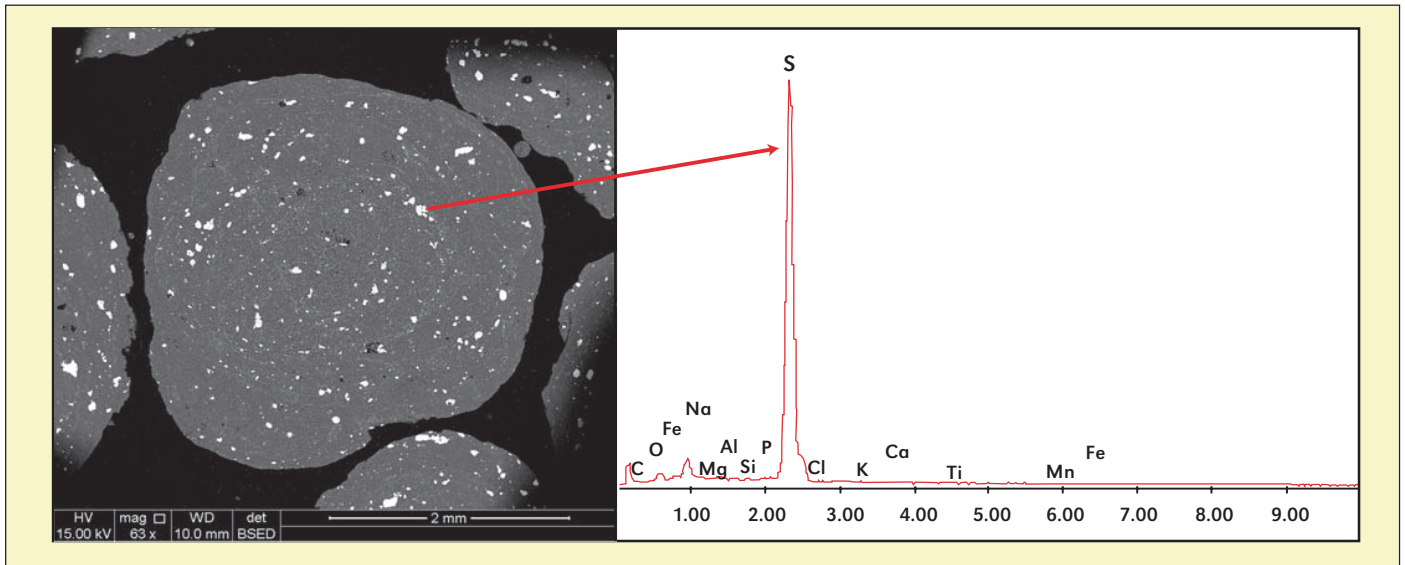 S
Na
Fe
O
Al
P
Ca
Fe
C
Mg
Si
Cl
K
Ti
Mn
1.00 2.00 3.00 4.00 5.00 6.00 7.00 8.00 9.00
HV mag WD det
15.00 kV 63 x 10.0 mm BSED
2 mm